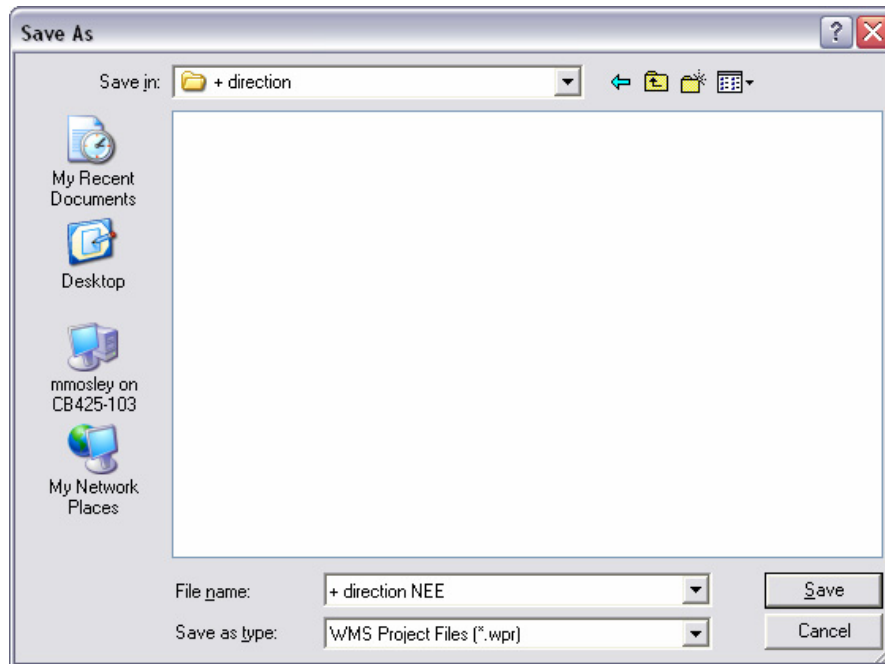 Save As
Save in: + direction
My Recent
Documents
Desktop
mmosley on
CB425-103
My Network
Places
File name: + direction NEE Save
Save as type: WMS Project Files (*.wpr) Cancel